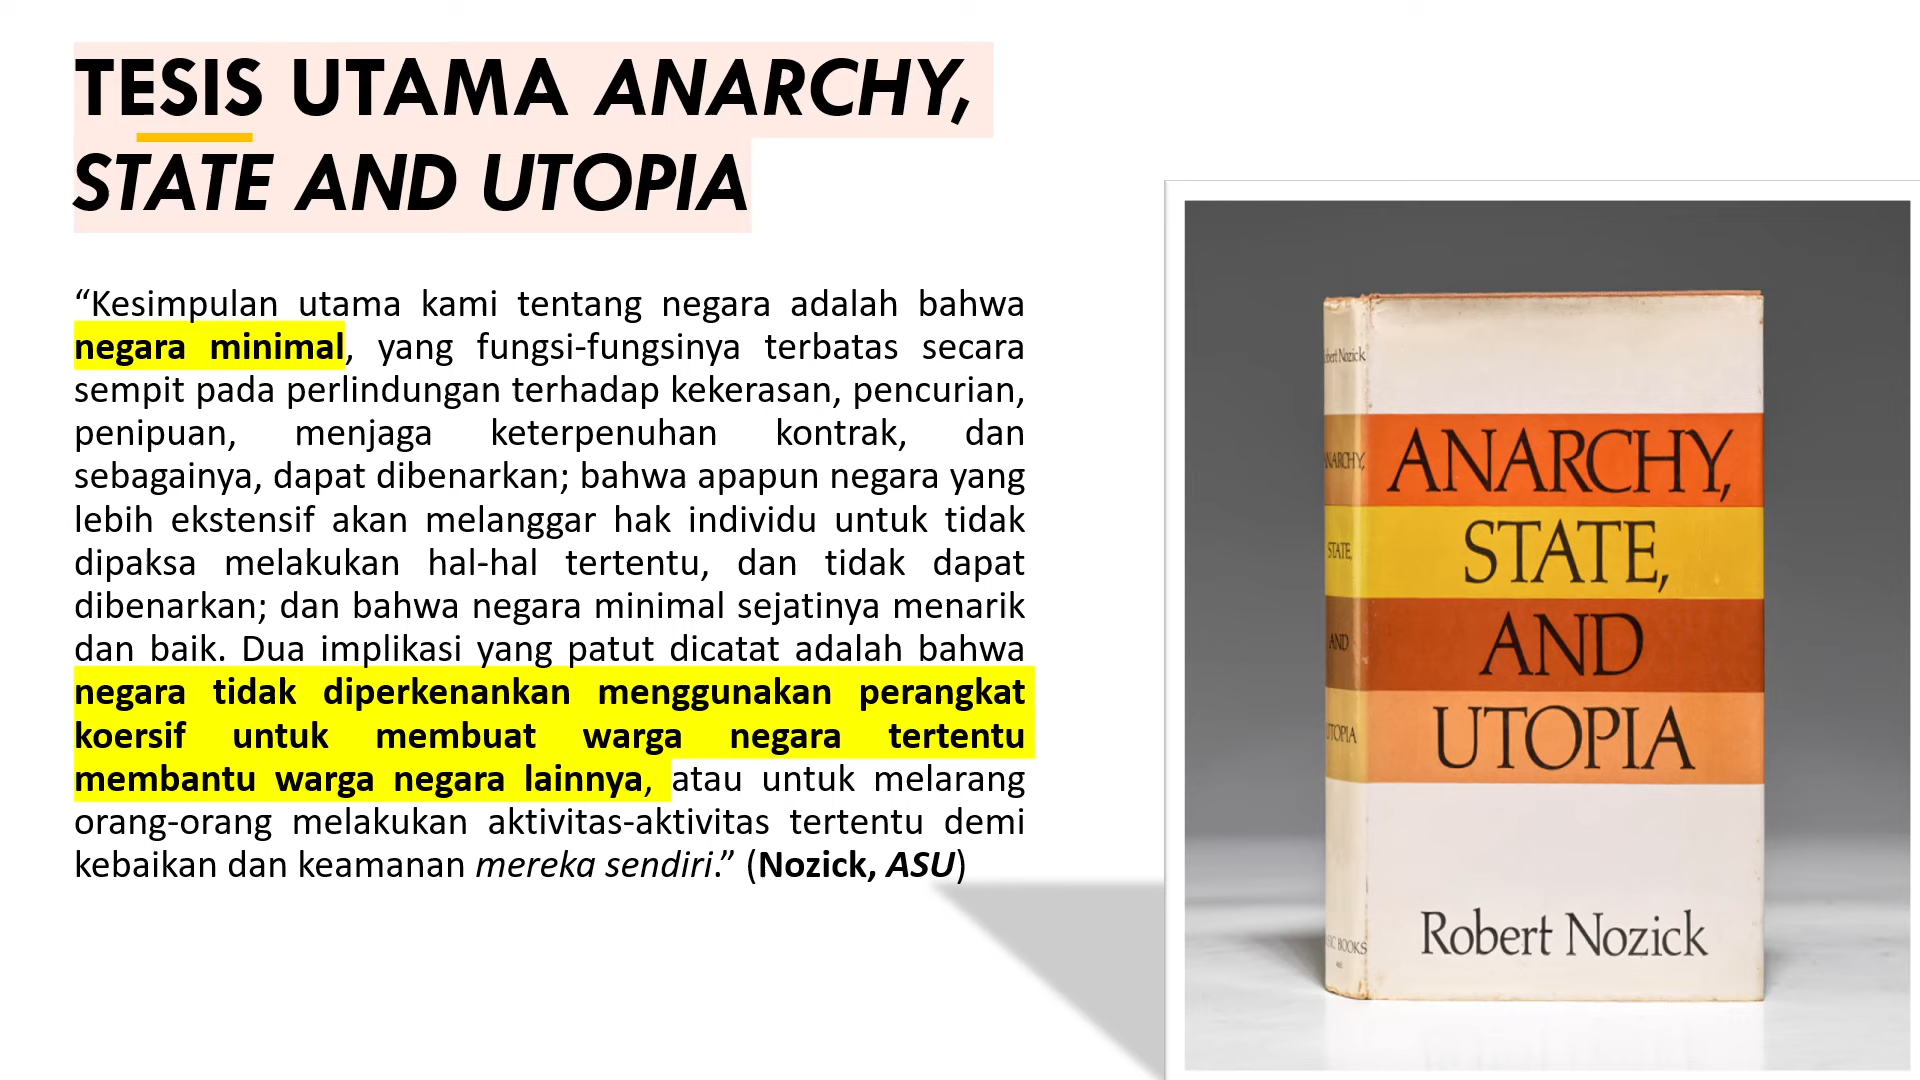 TESIS UTAMA ANARCHY,
STATE AND UTOPIA
“Kesimpulan utama kami tentang negara adalah bahwa
negara minimal, yang fungsi-fungsinya terbatas secara
sempit pada perlindungan terhadap kekerasan, pencurian,
penipuan, menjaga keterpenuhan kontrak, dan
sebagainya, dapat dibenarkan; bahwa apapun negara yang
lebih ekstensif akan melanggar hak individu untuk tidak
dipaksa melakukan hal-hal tertentu, dan tidak dapat
dibenarkan; dan bahwa negara minimal sejatinya menarik
dan baik. Dua implikasi yang patut dicatat adalah bahwa
negara tidak diperkenankan menggunakan perangkat
koersif untuk membuat warga negara tertentu
membantu warga negara lainnya, atau untuk melarang
orang-orang melakukan aktivitas-aktivitas tertentu demi
kebaikan dan keamanan mereka sendiri.” (Nozick, ASU)
Nozick
STATE,
AND
BOOKS
ANARCHY,
STATE,
AND
UTOPIA
Robert Nozick